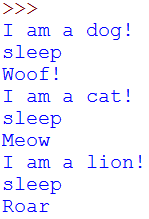 >>>
I am a dog!
sleep
Woof!
I am a cat!
sleep
Meow
I am a lion!
sleep
Roar